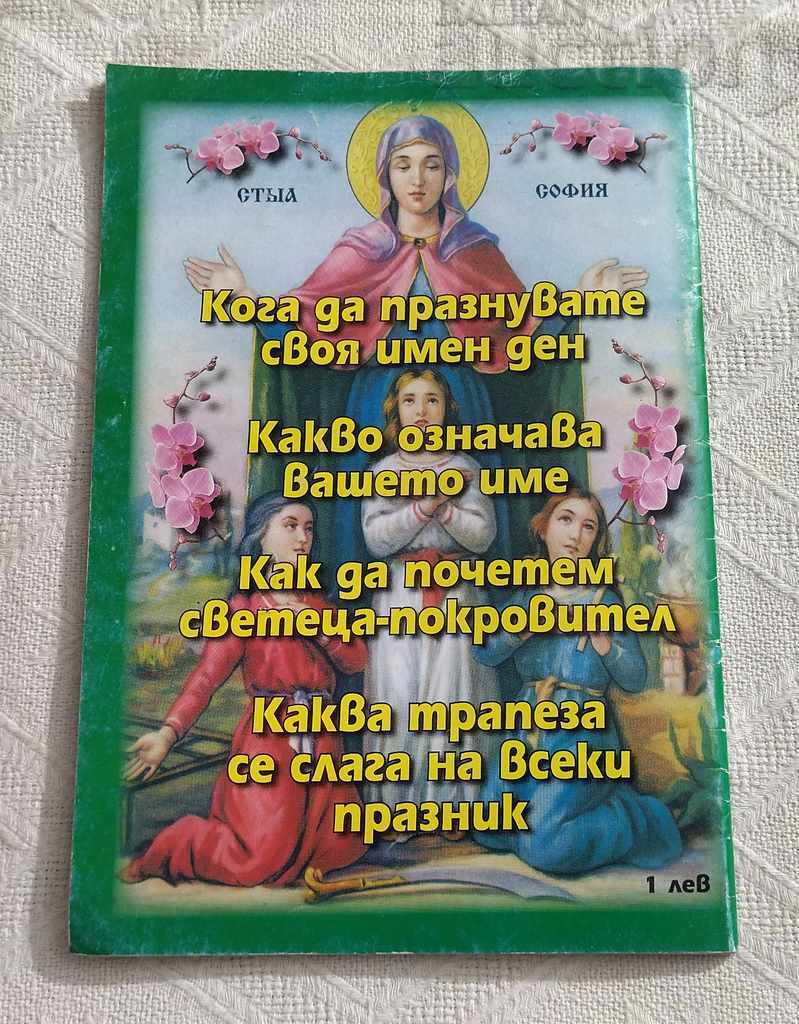 СТЫА СОФИЯ
Кога да празнувате
своя имен ден
Какво означава
вашето име
Как да почетем
светеца-покровител
Каква трапеза
се слага на всеки
празник
1 лев